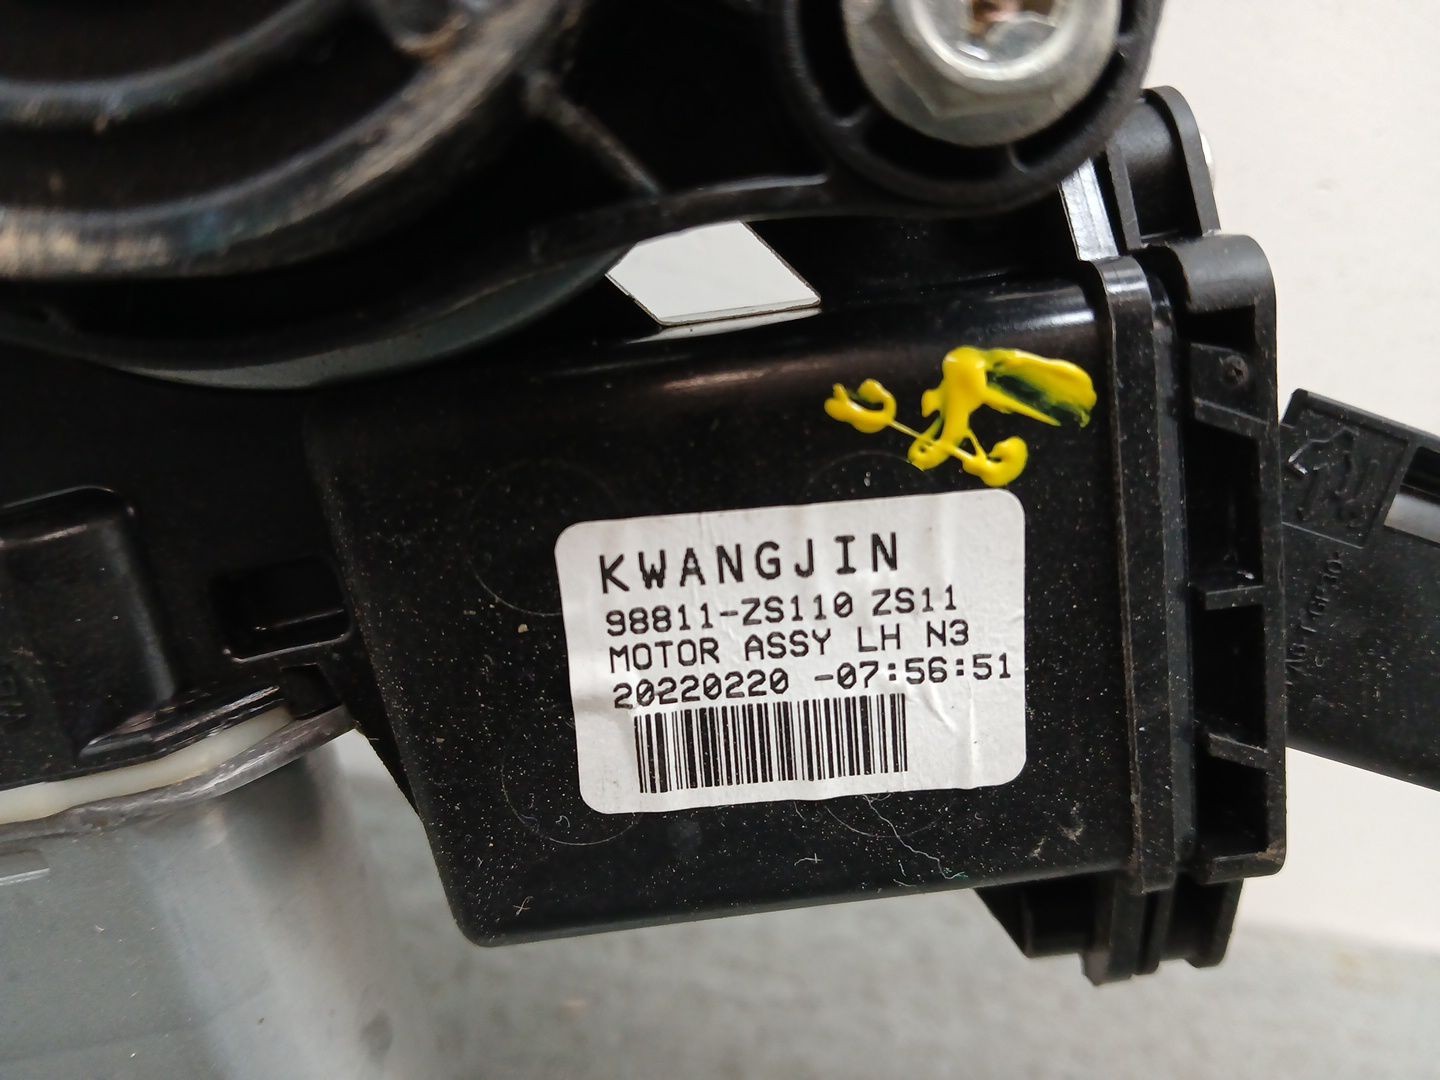 KWANGJIN
98811-ZS110 ZS11
MOTOR ASSY LH N3
20220220 -07:56:51